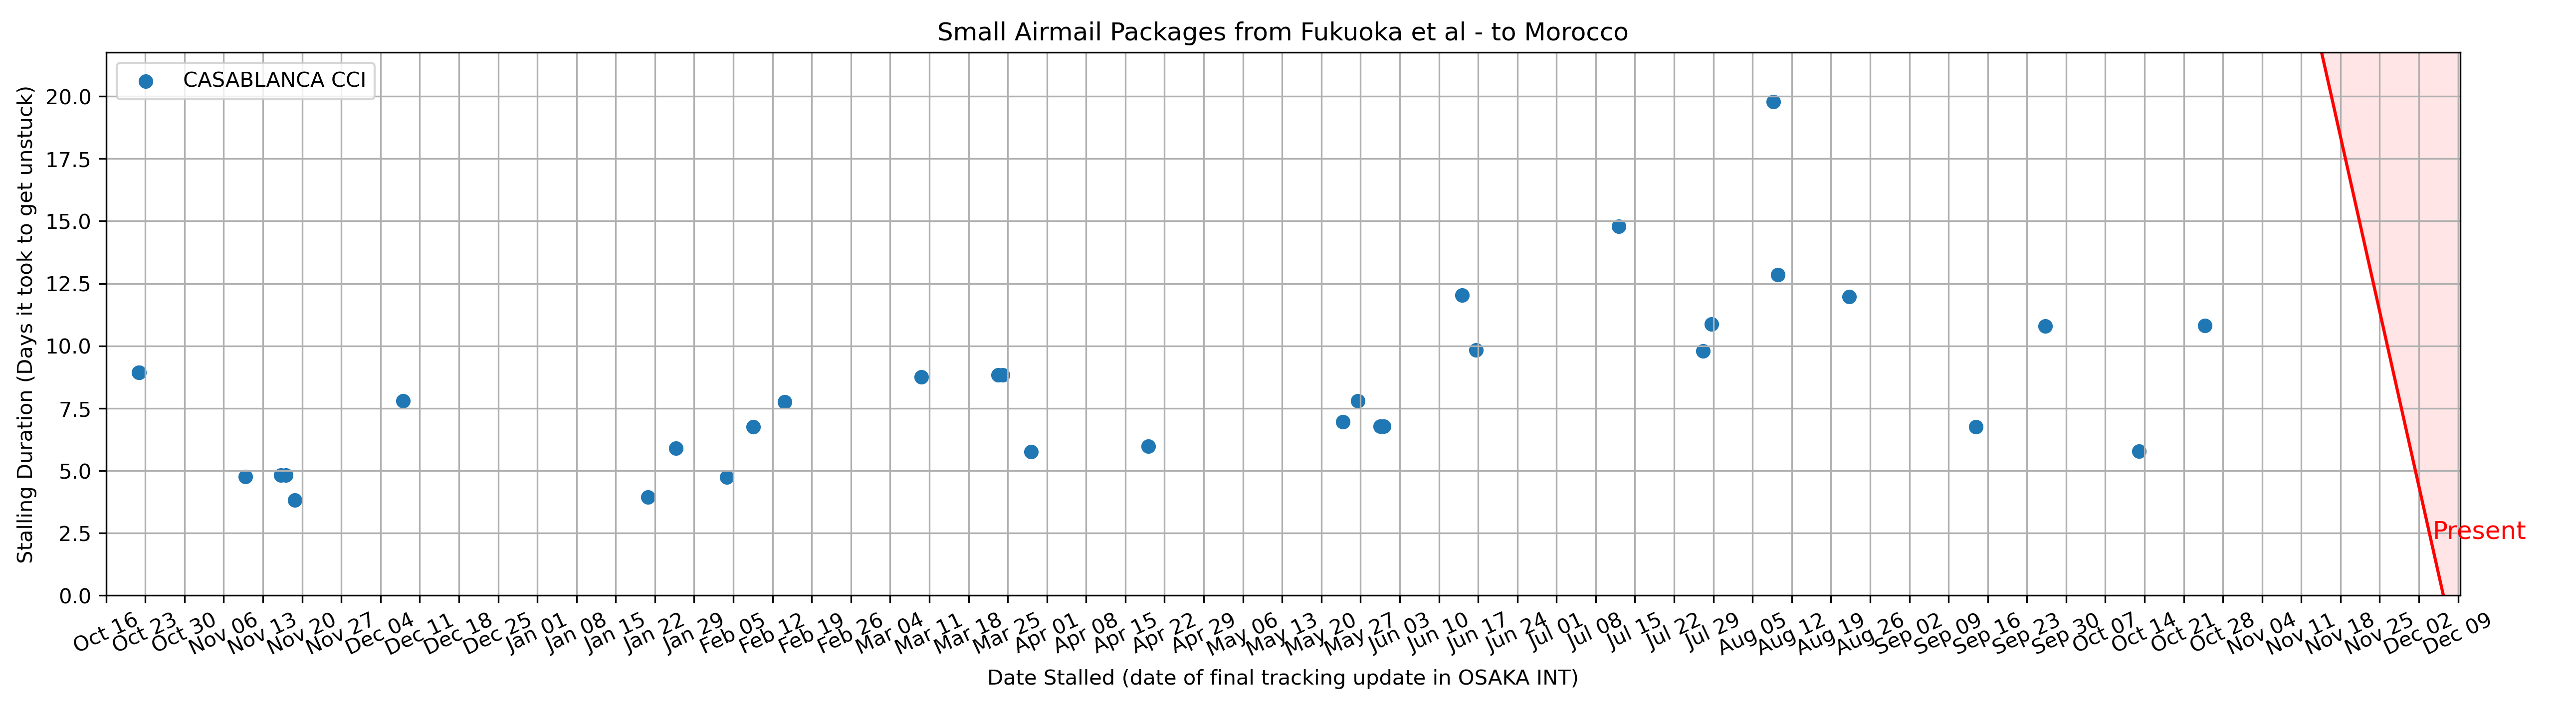 Small Airmail Packages from Fukuoka et al - to Morocco
CASABLANCA CCI
Stalling Duration (Days it took to get unstuck)
20.0
17.5
15.0
12.5
10.0
7.5
5.0
2.5
0.0
Present
Oct 16
Oct 23
Oct 30
Nov 06
Nov 13
Nov 20
Nov 27
Dec 04
Dec 11
Dec 18
Dec 25
Jan 01
Jan 08
Jan 15
Jan 22
Jan 29
Feb 05
Feb 12
Feb 19
Feb 26
Mar 04
Mar 11
Mar 18
Mar 25
Apr 01
Apr 08
Apr 15
Apr 22
Apr 29
May 06
May 13
May 20
May 27
Jun 03
Jun 10
Jun 17
Jun 24
Jul 01
Jul 08
Jul 15
Jul 22
Jul 29
Aug 05
Aug 12
Aug 19
Aug 26
Sep 02
Sep 09
Sep 16
Sep 23
Sep 30
Oct 07
Oct 14
Oct 21
Oct 28
Nov 04
Nov 11
Nov 18
Nov 25
Dec 02
Dec 09
Date Stalled (date of final tracking update in OSAKA INT)